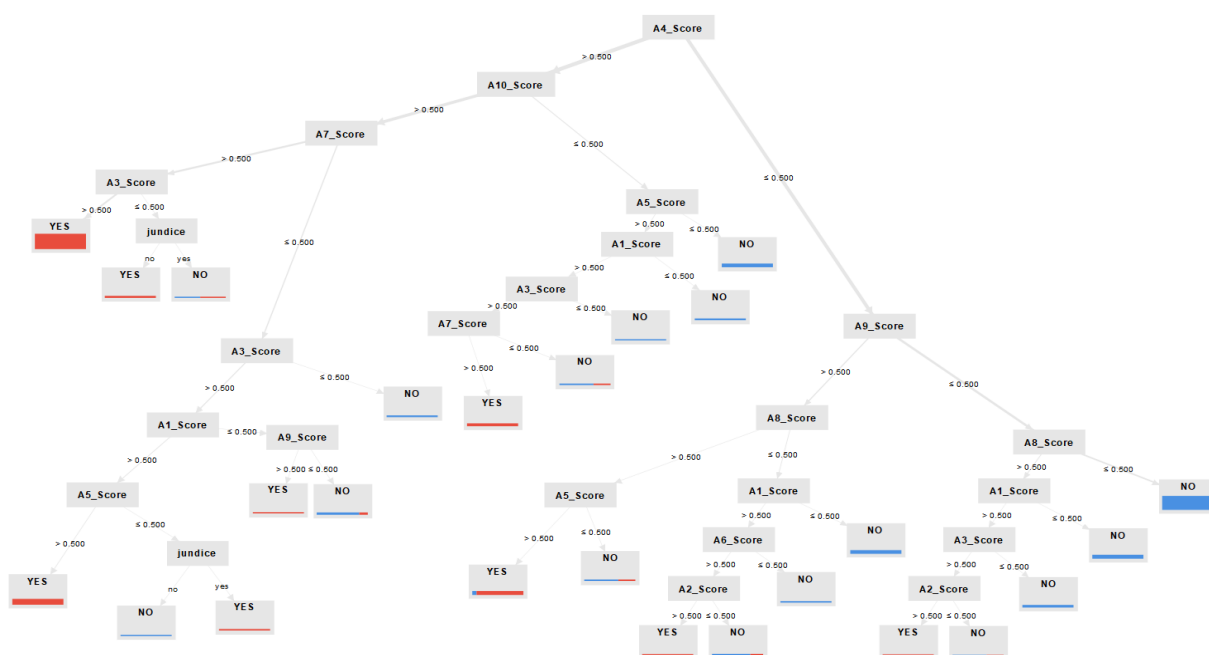 A4_Score
> 0.500
A10_Score
> 0.500
A7_Score
> 0.500
≤ 0.500
≤ 0.500
A3_Score
A5_Score
> 0.500
≤ 0.500
> 0.500
≤ 0.500
YES
jundice
A1_Score
NO
≤ 0.500
no
yes
> 0.500
≤ 0.500
YES
NO
A3_Score
NO
> 0.500
≤ 0.500
A7_Score
NO
A9_Score
A3_Score
> 0.500
≤ 0.500
NO
> 0.500
≤ 0.500
> 0.500
≤ 0.500
NO
YES
A1_Score
A9_Score
A8_Score
A8_Score
≤ 0.500
> 0.500
> 0.500 ≤ 0.500
> 0.500
≤ 0.500
> 0.500
≤ 0.500
A5_Score
YES
NO
A5_Score
A1_Score
A1_Score
NO
> 0.500
≤ 0.500
> 0.500
≤ 0.500
> 0.500
≤ 0.500
> 0.500
≤ 0.500
jundice
YES
NO
A6_Score
NO
A3_Score
NO
no
yes
> 0.500
≤ 0.500
> 0.500
≤ 0.500
YES
NO
YES
A2_Score
NO
A2_Score
NO
> 0.500 ≤ 0.500
> 0.500 ≤ 0.500
YES
NO
YES
NO